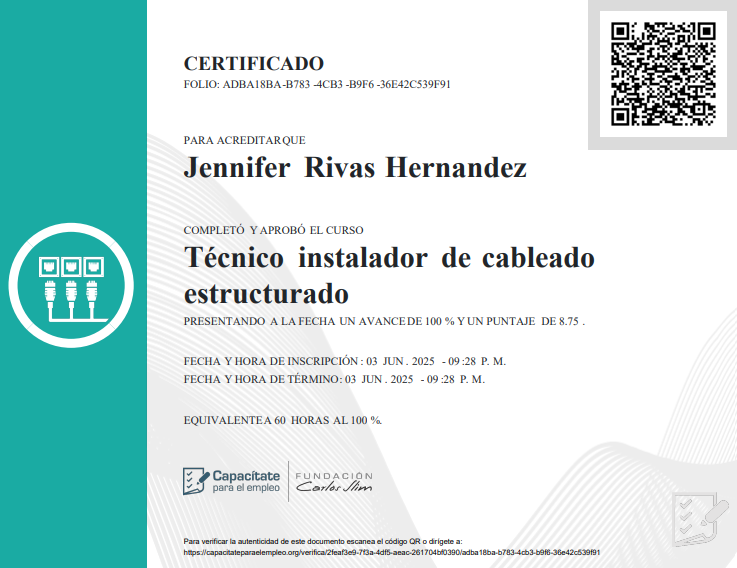 CERTIFICADO
FOLIO: ADBA18BA-B783 -4CB3 -B9F6 -36E42C539F91
PARA ACREDITAR QUE
Jennifer Rivas Hernandez
COMPLETÓ Y APROBÓ EL CURSO
Técnico instalador de cableado
estructurado
PRESENTANDO A LA FECHA UN AVANCE DE 100 % Y UN PUNTAJE DE 8.75 .
FECHA Y HORA DE INSCRIPCIÓN : 03 JUN . 2025 - 09 :28 P. M.
FECHA Y HORA DE TÉRMINO: 03 JUN . 2025 - 09 :28 P. M.
EQUIVALENTE A 60 HORAS AL 100 %.
Capacítate
para el empleo
FUNDACIÓN
Carlos Slim
Para verificar la autenticidad de este documento escanea el código QR o dirígete a:
https://capacitateparaelempleo.org/verifica/2feaf3e9-7f3a-4df5-aeac-261704bf0390/adba18ba-b783-4cb3-b9f6-36e42c539f91